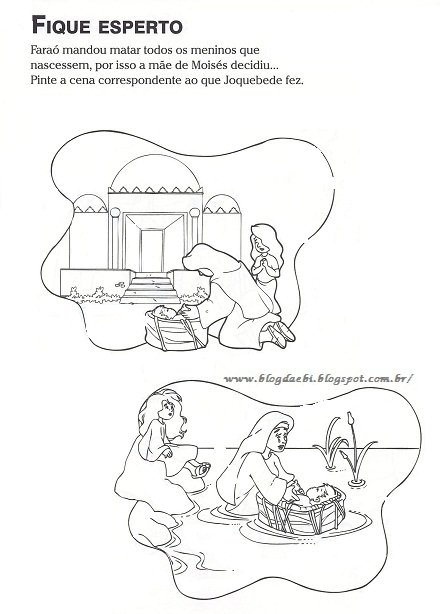 FIQUE ESPERTO
Faraó mandou matar todos os meninos que
nascessem, por isso a mãe de Moisés decidiu...
Pinte a cena correspondente ao que Joquebede fez.
www.blogdaebi.blogspot.com.br/